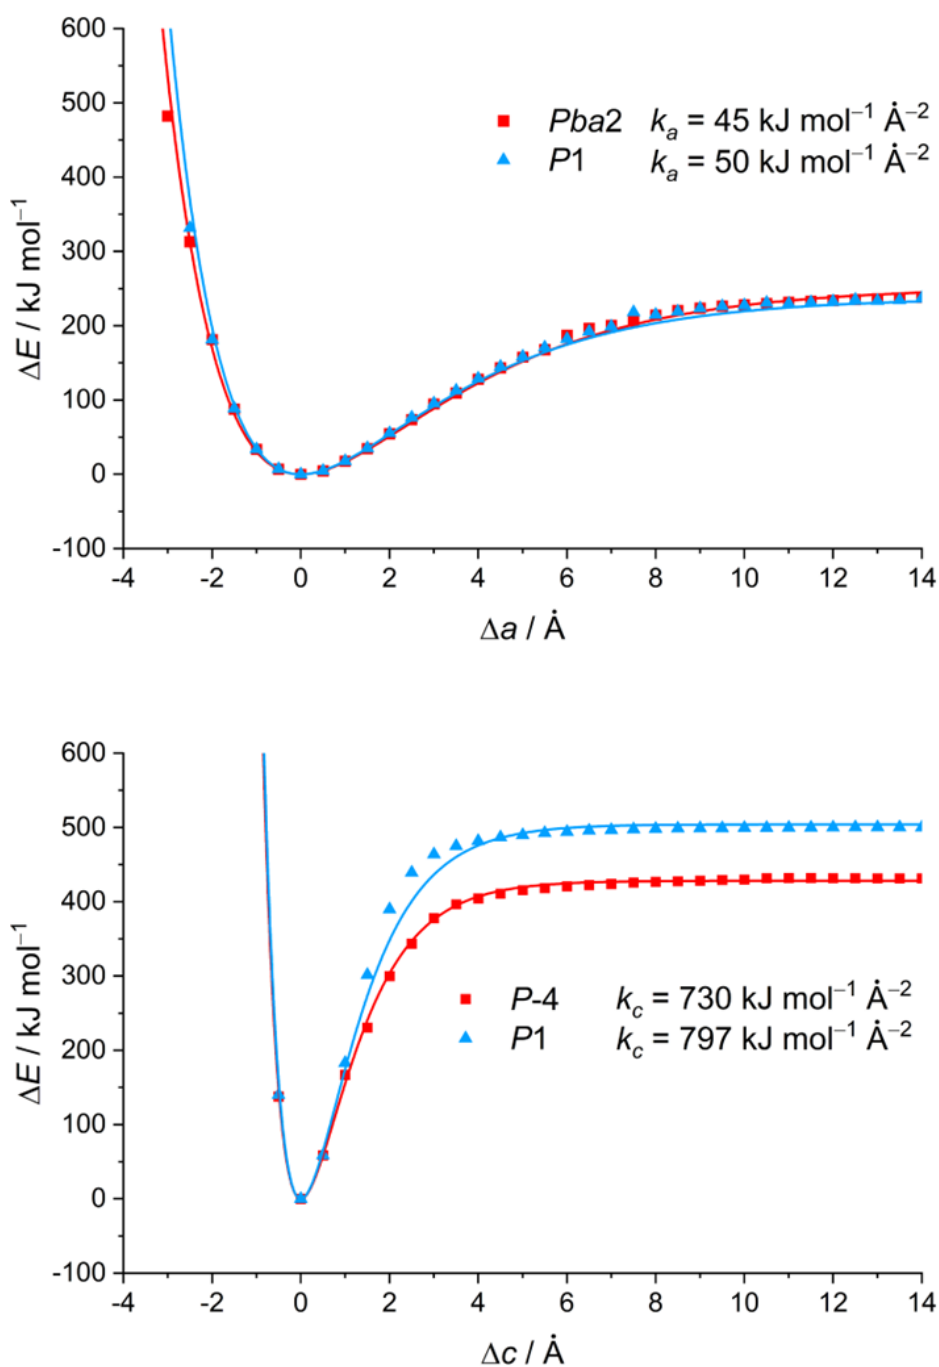 600
500
400
300
200
100
0
-100
ΔE / kJ mol⁻¹
Pba2 kₐ = 45 kJ mol⁻¹ Å⁻²
P1 kₐ = 50 kJ mol⁻¹ Å⁻²
-4 -2 0 2 4 6 8 10 12 14
Δa / Å
600
500
400
300
200
100
0
-100
ΔE / kJ mol⁻¹
P-4 k_c = 730 kJ mol⁻¹ Å⁻²
P1 k_c = 797 kJ mol⁻¹ Å⁻²
-4 -2 0 2 4 6 8 10 12 14
Δc / Å